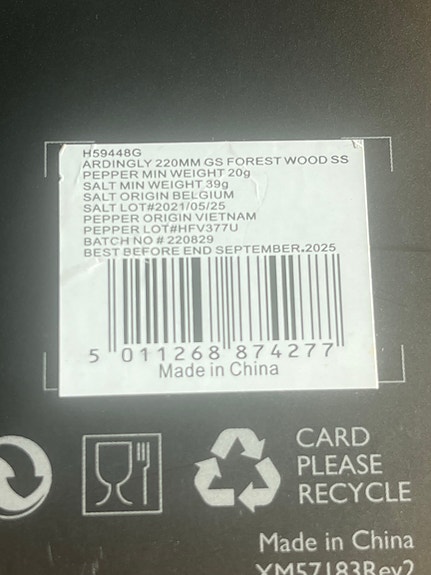 H59448G
ARDINGLY 220MM GS FOREST WOOD SS
PEPPER MIN WEIGHT 20g
SALT MIN WEIGHT 39g
SALT ORIGIN BELGIUM
SALT LOT#2021/05/25
PEPPER ORIGIN VIETNAM
PEPPER LOT#HFV377U
BATCH NO # 220829
BEST BEFORE END SEPTEMBER.2025
5 011268 874277
Made in China
CARD
PLEASE
RECYCLE
Made in China
XM57183Rev2